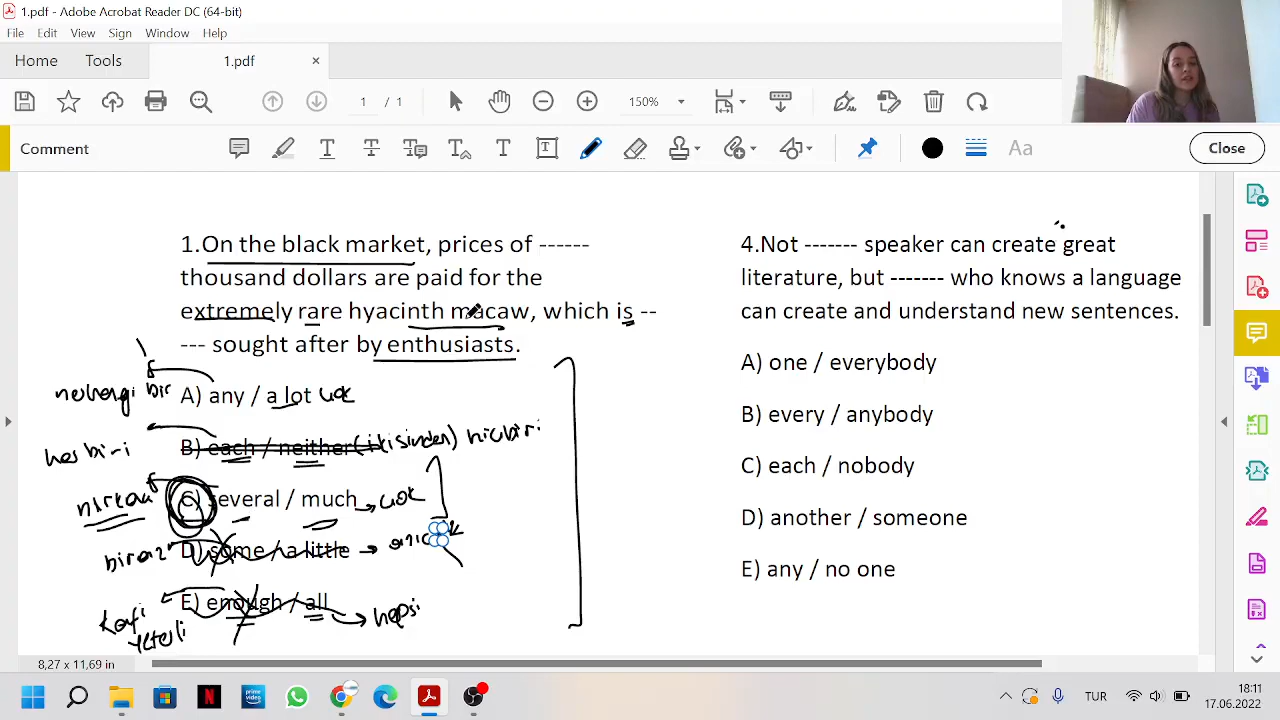 1.pdf - Adobe Acrobat Reader DC (64-bit)
File Edit View Sign Window Help
Home Tools 1.pdf ×
1 / 1 150%
Comment Aa Close
1.On the black market, prices of ------
thousand dollars are paid for the
extremely rare hyacinth macaw, which is --
--- sought after by enthusiasts.
nehangi bir A) any / a lot çok
her biri B) each / neither (ikisinden) hiçbiri
birkaç C) several / much → çok
biraz D) some / a little →
kafi yeterli E) enough / all → hepsi
4.Not ------- speaker can create great
literature, but ------- who knows a language
can create and understand new sentences.
A) one / everybody
B) every / anybody
C) each / nobody
D) another / someone
E) any / no one
8,27 x 11,69 in
prime video
TUR 18:11
17.06.2022